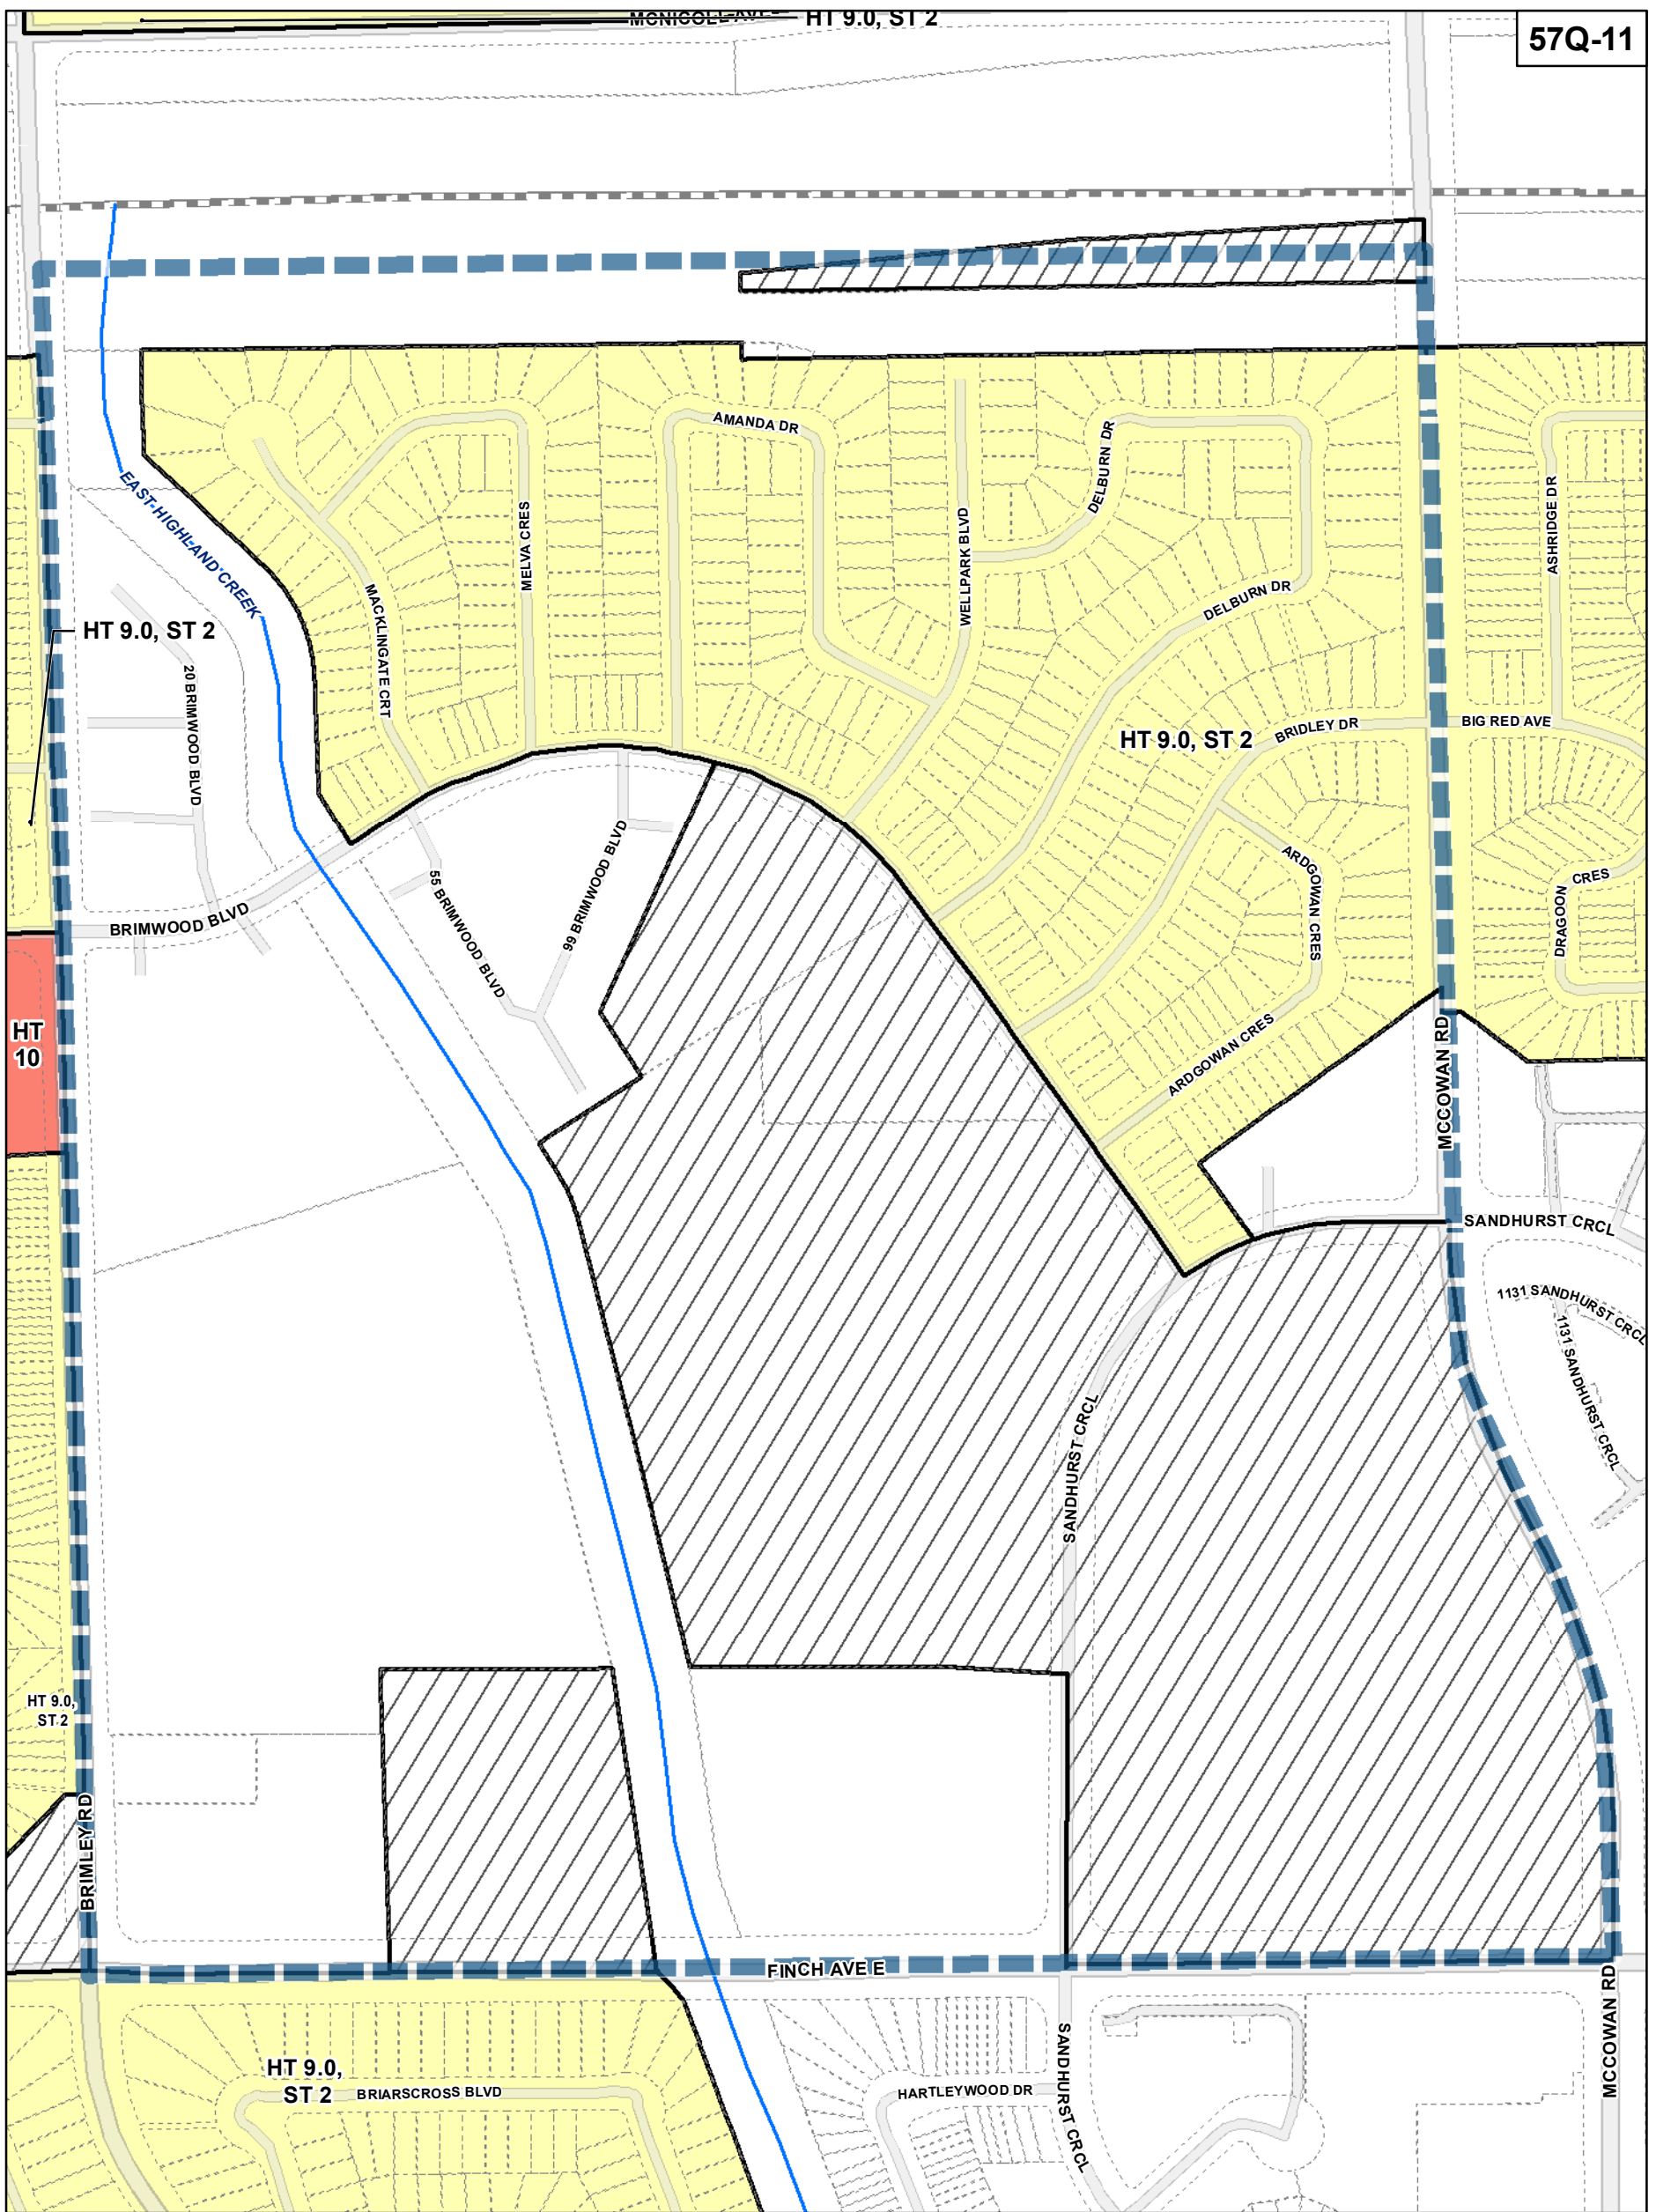 MCNICOLL AVE
HT 9.0, ST 2
57Q-11
AMANDA DR
DELBURN DR
EAST HIGHLAND CREEK
MELVA CRES
WELLPARK BLVD
ASHRIDGE DR
MACKLINGATE CRT
DELBURN DR
HT 9.0, ST 2
20 BRIMWOOD BLVD
HT 9.0, ST 2
BRIDLEY DR
BIG RED AVE
55 BRIMWOOD BLVD
99 BRIMWOOD BLVD
ARDGOWAN CRES
DRAGOON
CRES
BRIMWOOD BLVD
HT
10
ARDGOWAN CRES
MCCOWAN RD
SANDHURST CRCL
1131 SANDHURST CRCL
1131 SANDHURST CRCL
SANDHURST CRCL
HT 9.0,
ST 2
BRIMLEY RD
FINCH AVE E
MCCOWAN RD
HT 9.0,
ST 2
BRIARSCROSS BLVD
HARTLEYWOOD DR
SANDHURST CRCL